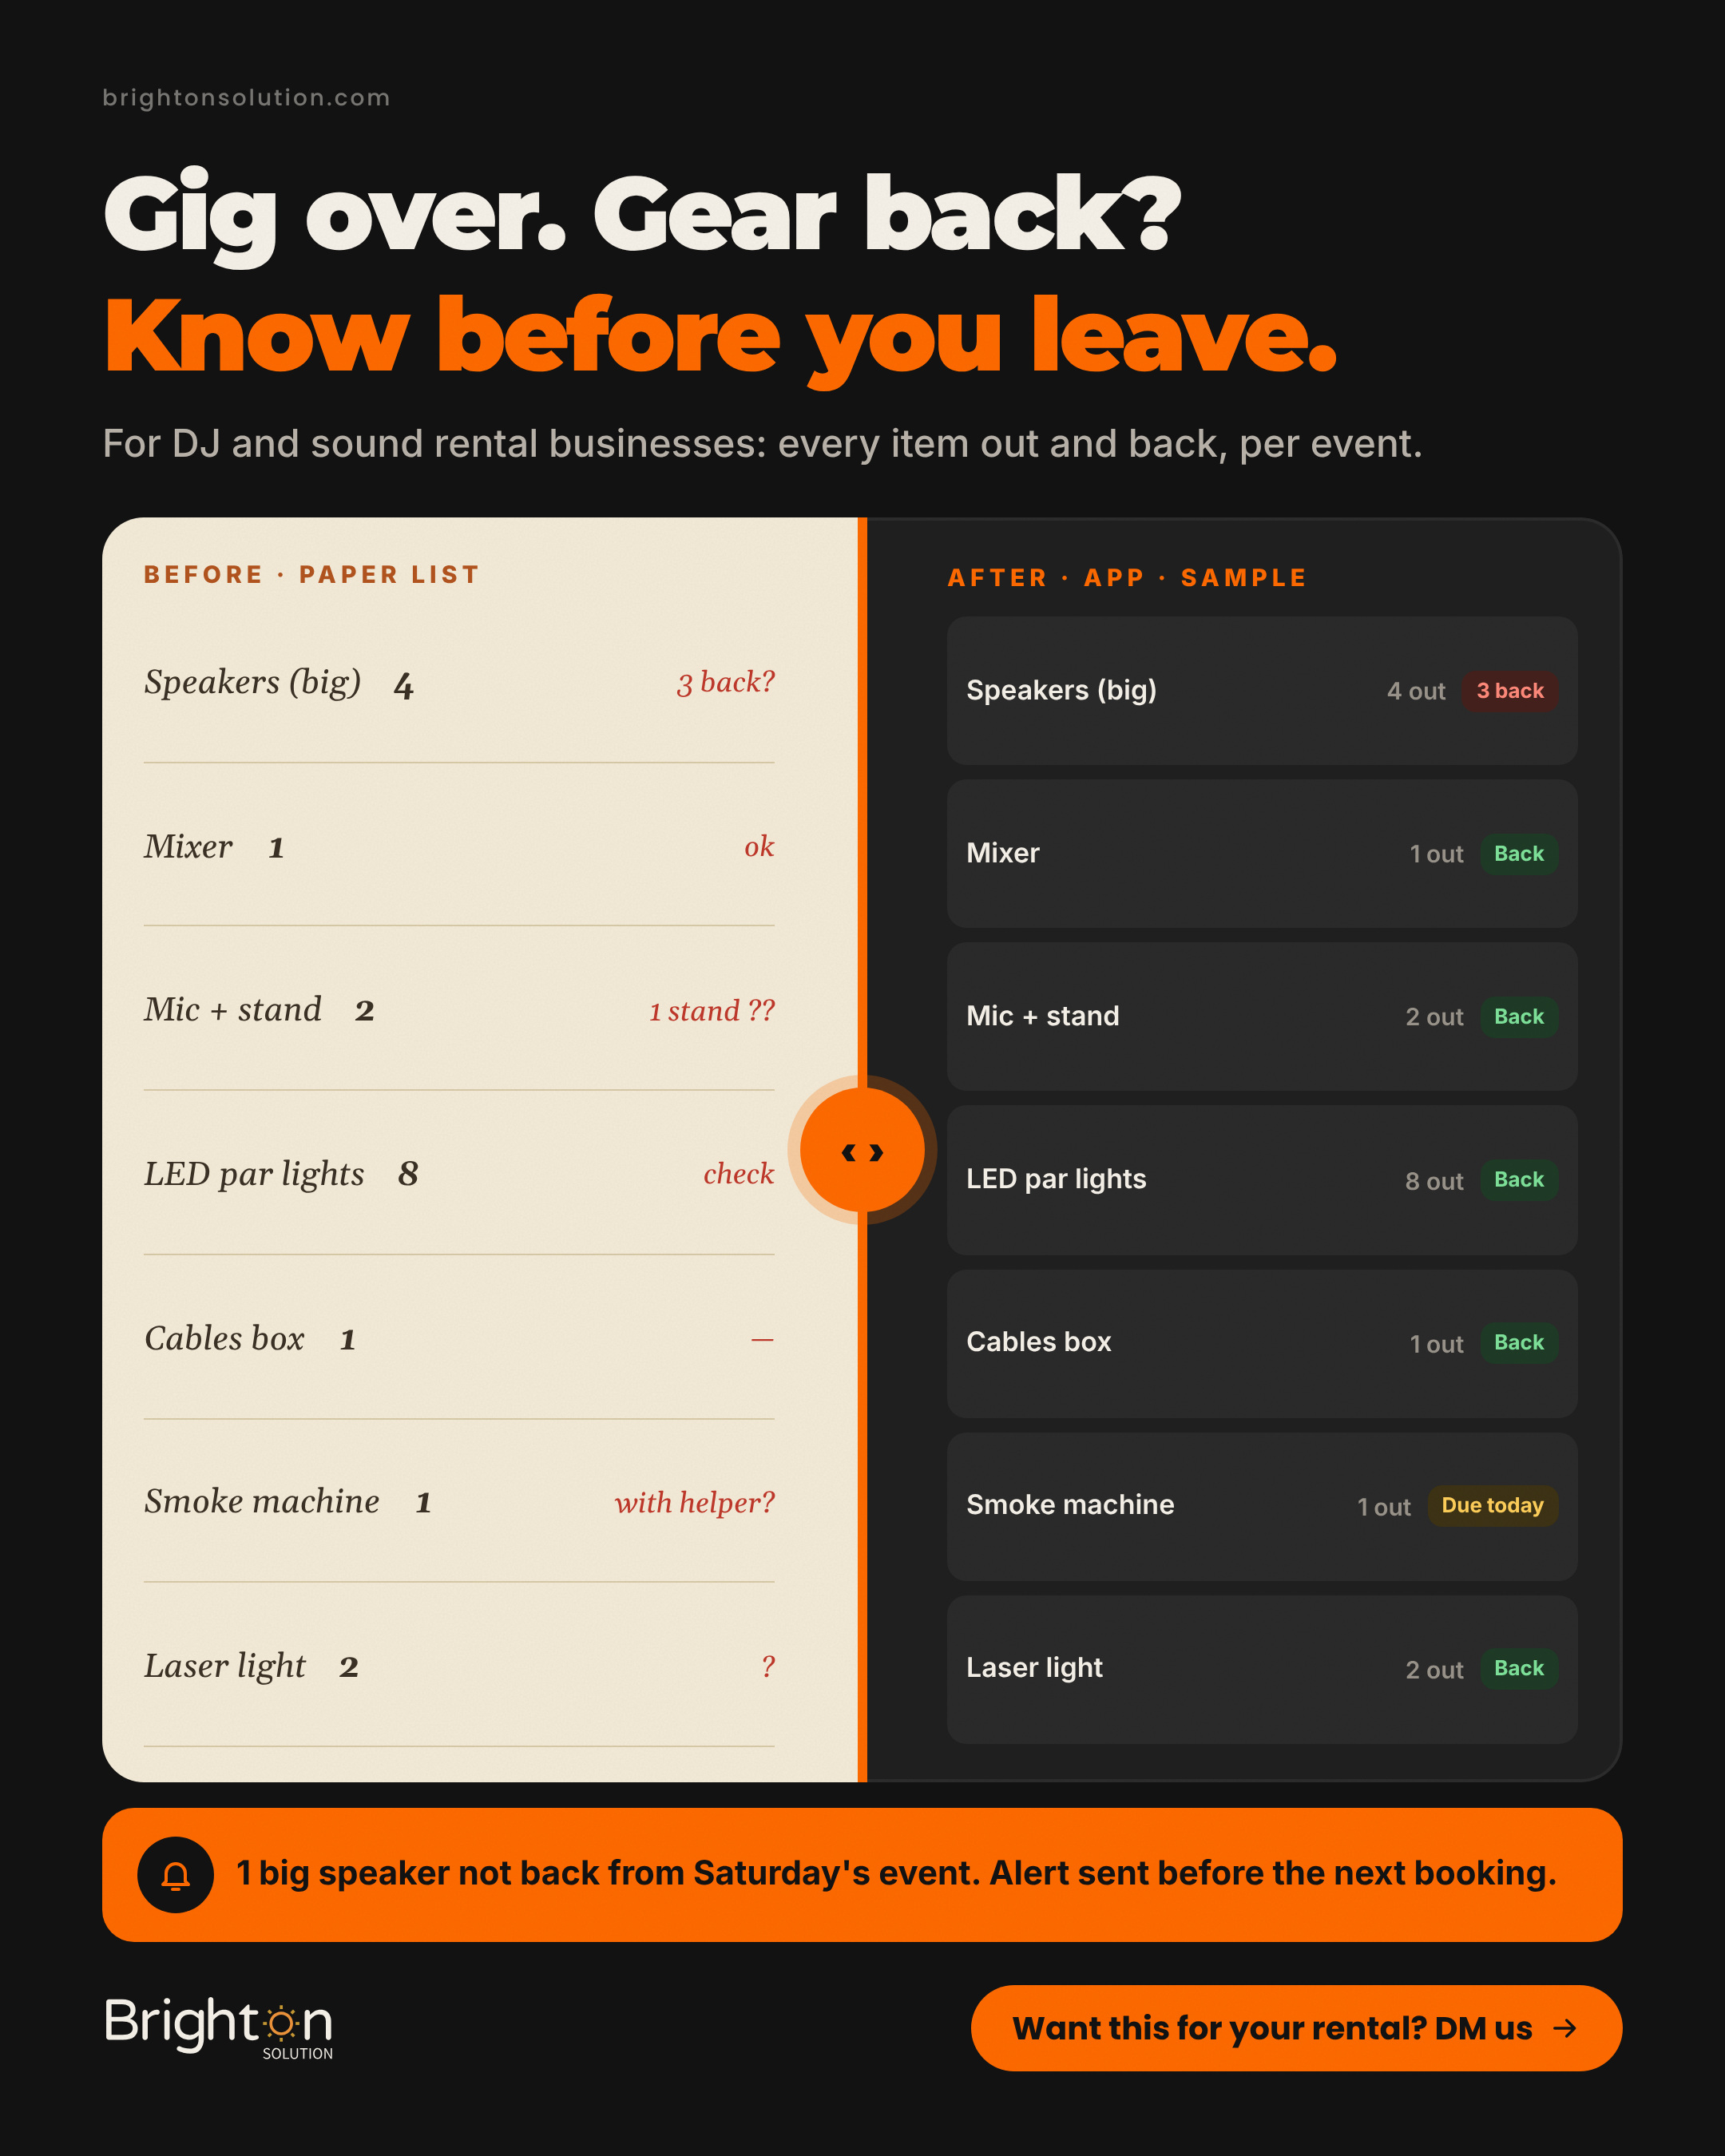 brightonsolution.com
Gig over. Gear back?
Know before you leave.
For DJ and sound rental businesses: every item out and back, per event.
BEFORE · PAPER LIST
Speakers (big) 4 3 back?
Mixer 1 ok
Mic + stand 2 1 stand ??
LED par lights 8 check
Cables box 1 —
Smoke machine 1 with helper?
Laser light 2 ?
‹ ›
AFTER · APP · SAMPLE
Speakers (big) 4 out 3 back
Mixer 1 out Back
Mic + stand 2 out Back
LED par lights 8 out Back
Cables box 1 out Back
Smoke machine 1 out Due today
Laser light 2 out Back
1 big speaker not back from Saturday's event. Alert sent before the next booking.
Brighton
SOLUTION
Want this for your rental? DM us →